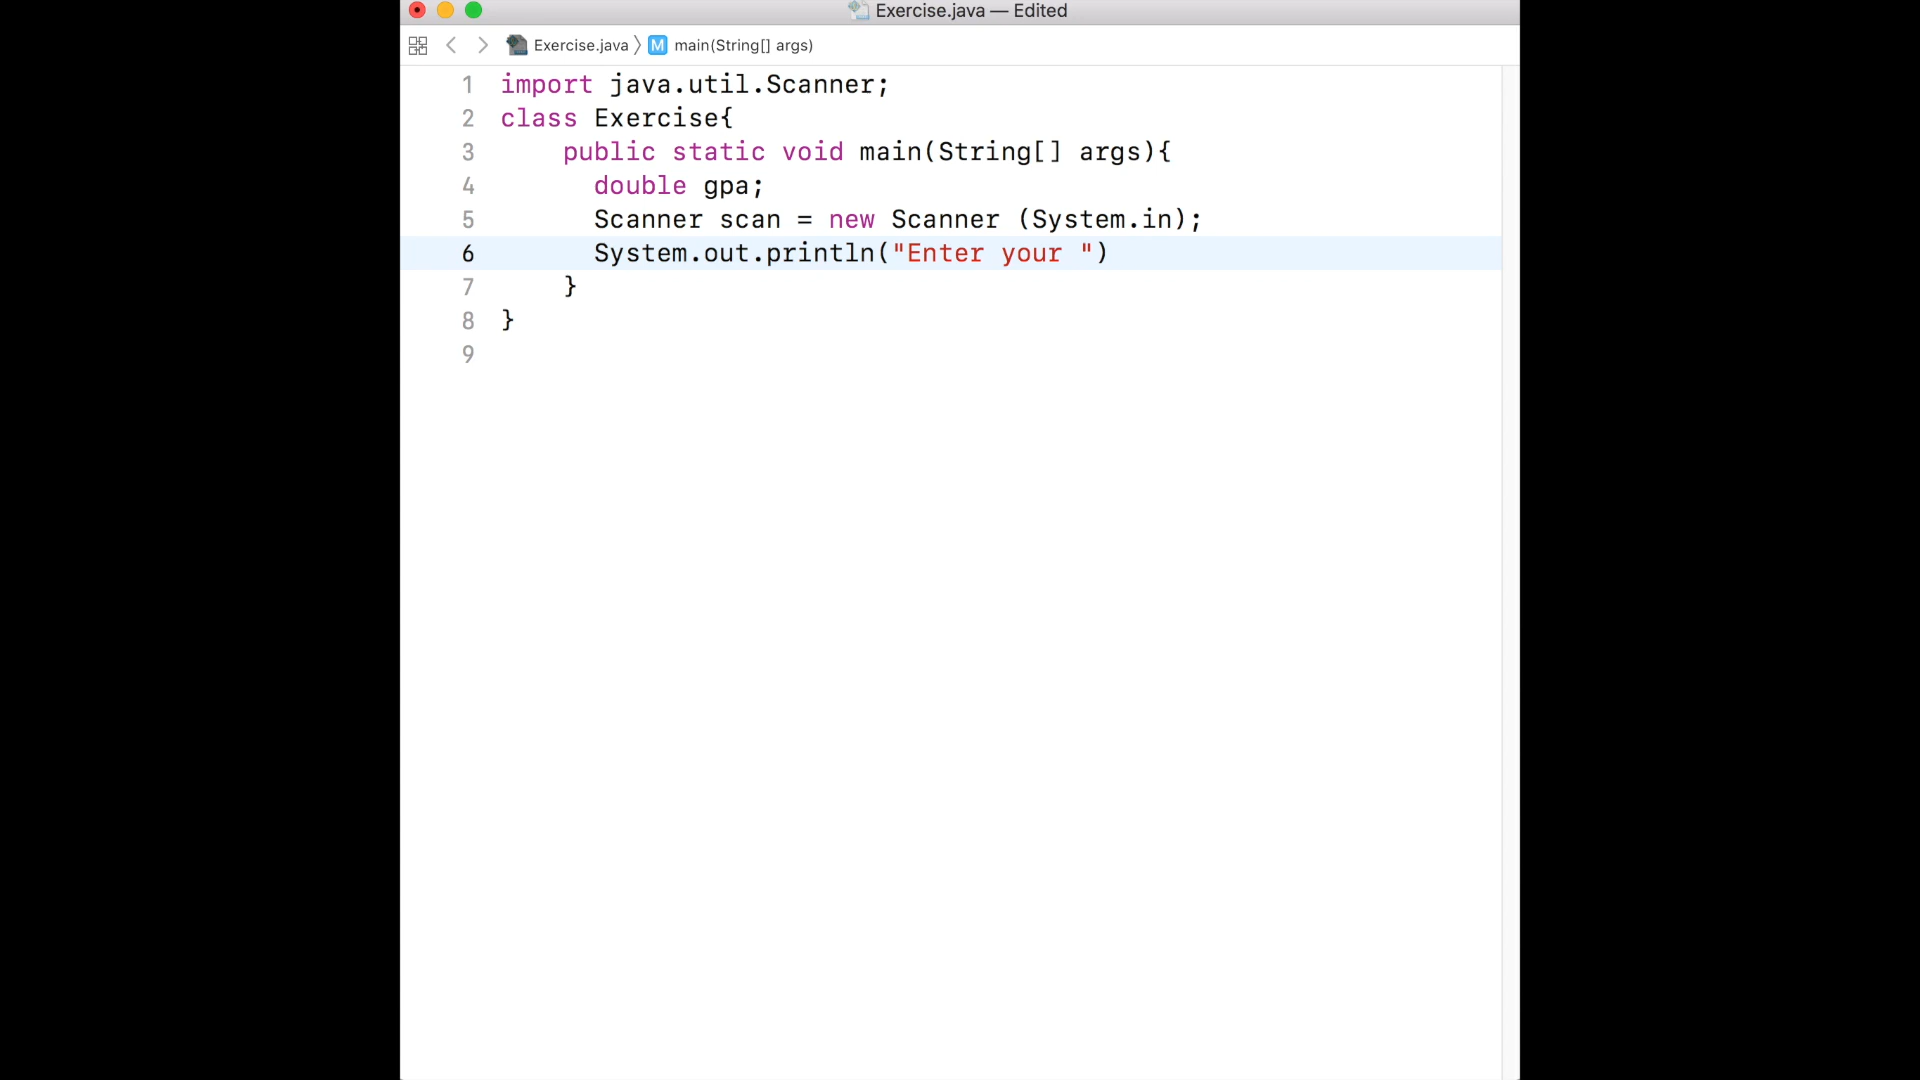 Exercise.java — Edited
Exercise.java 〉 M main(String[] args)
1 import java.util.Scanner;
2 class Exercise{
3     public static void main(String[] args){
4       double gpa;
5       Scanner scan = new Scanner (System.in);
6       System.out.println("Enter your ")
7     }
8 }
9